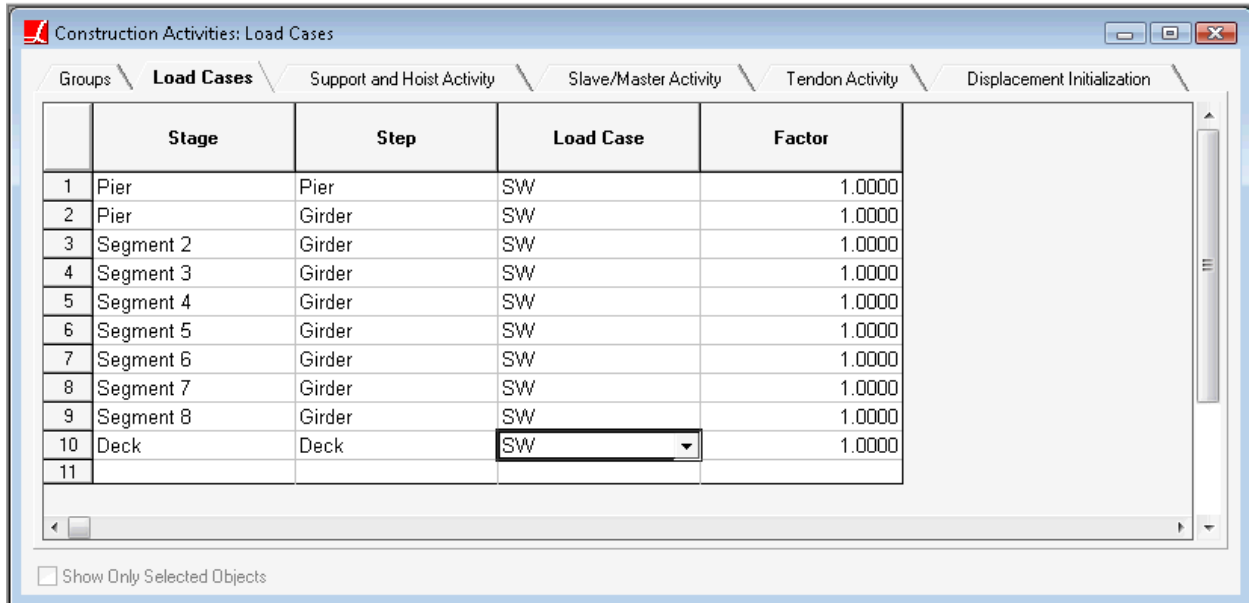 Construction Activities: Load Cases
Groups Load Cases Support and Hoist Activity Slave/Master Activity Tendon Activity Displacement Initialization
Stage Step Load Case Factor
1 Pier Pier SW 1.0000
2 Pier Girder SW 1.0000
3 Segment 2 Girder SW 1.0000
4 Segment 3 Girder SW 1.0000
5 Segment 4 Girder SW 1.0000
6 Segment 5 Girder SW 1.0000
7 Segment 6 Girder SW 1.0000
8 Segment 7 Girder SW 1.0000
9 Segment 8 Girder SW 1.0000
10 Deck Deck SW 1.0000
11
Show Only Selected Objects